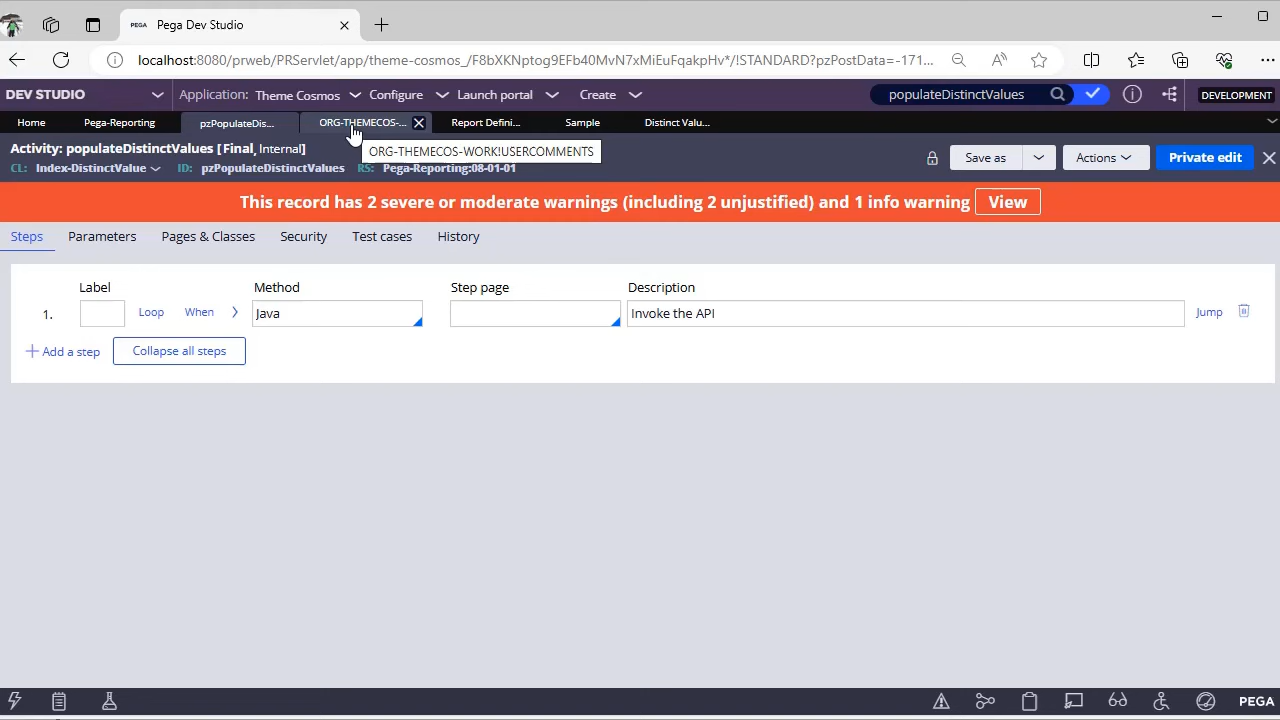 PEGA Pega Dev Studio
localhost:8080/prweb/PRServlet/app/theme-cosmos_/F8bXKNptog9EFb40MvN7xMiEuFqakpHv*/!STANDARD?pzPostData=-171...
DEV STUDIO Application: Theme Cosmos Configure Launch portal Create populateDistinctValues DEVELOPMENT
Home Pega-Reporting pzPopulateDis... ORG-THEMECOS-... Report Defini... Sample Distinct Valu...
Activity: populateDistinctValues [ Final, Internal]
ORG-THEMECOS-WORK!USERCOMMENTS
Save as Actions Private edit
CL: Index-DistinctValue ID: pzPopulateDistinctValues RS: Pega-Reporting:08-01-01
This record has 2 severe or moderate warnings (including 2 unjustified) and 1 info warning View
Steps Parameters Pages & Classes Security Test cases History
Label Method Step page Description
1. Loop When Java Invoke the API Jump
Add a step Collapse all steps
PEGA